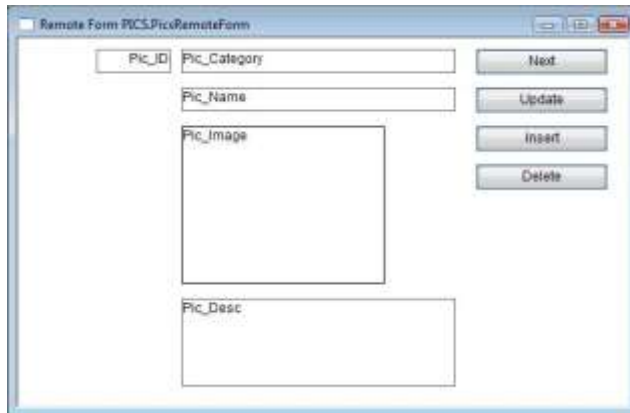 Remote Form PICS.PicsRemoteForm
Pic_ID Pic_Category Next
Pic_Name Update
Pic_Image Insert
Delete
Pic_Desc